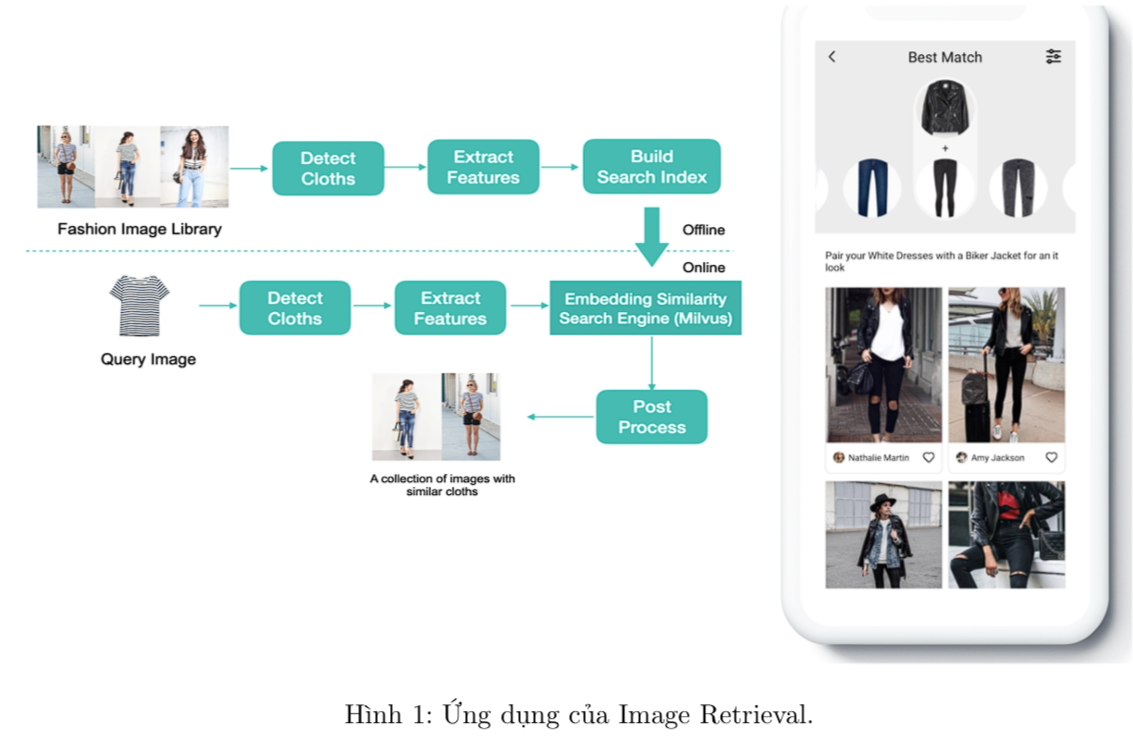 Detect
Cloths
Extract
Features
Build
Search Index
Fashion Image Library
Offline
Online
Detect
Cloths
Extract
Features
Embedding Similarity
Search Engine (Milvus)
Query Image
Post
Process
A collection of images with
similar cloths
Best Match
+
Pair your White Dresses with a Biker Jacket for an it
look
Nathalie Martin
Amy Jackson
Hình 1: Ứng dụng của Image Retrieval.